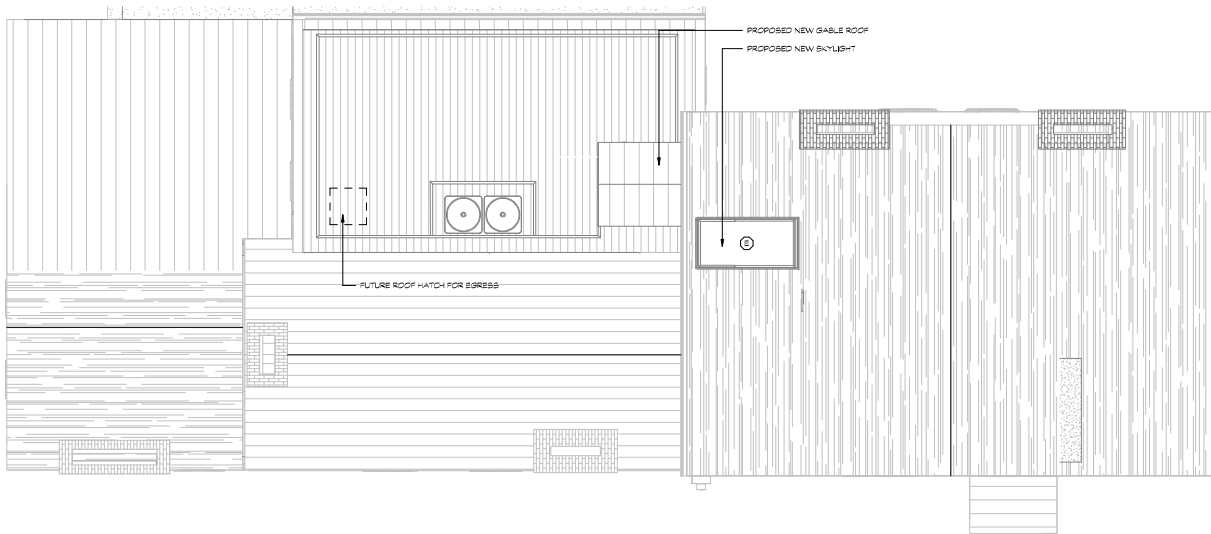 PROPOSED NEW GABLE ROOF
PROPOSED NEW SKYLIGHT
E
FUTURE ROOF HATCH FOR EGRESS